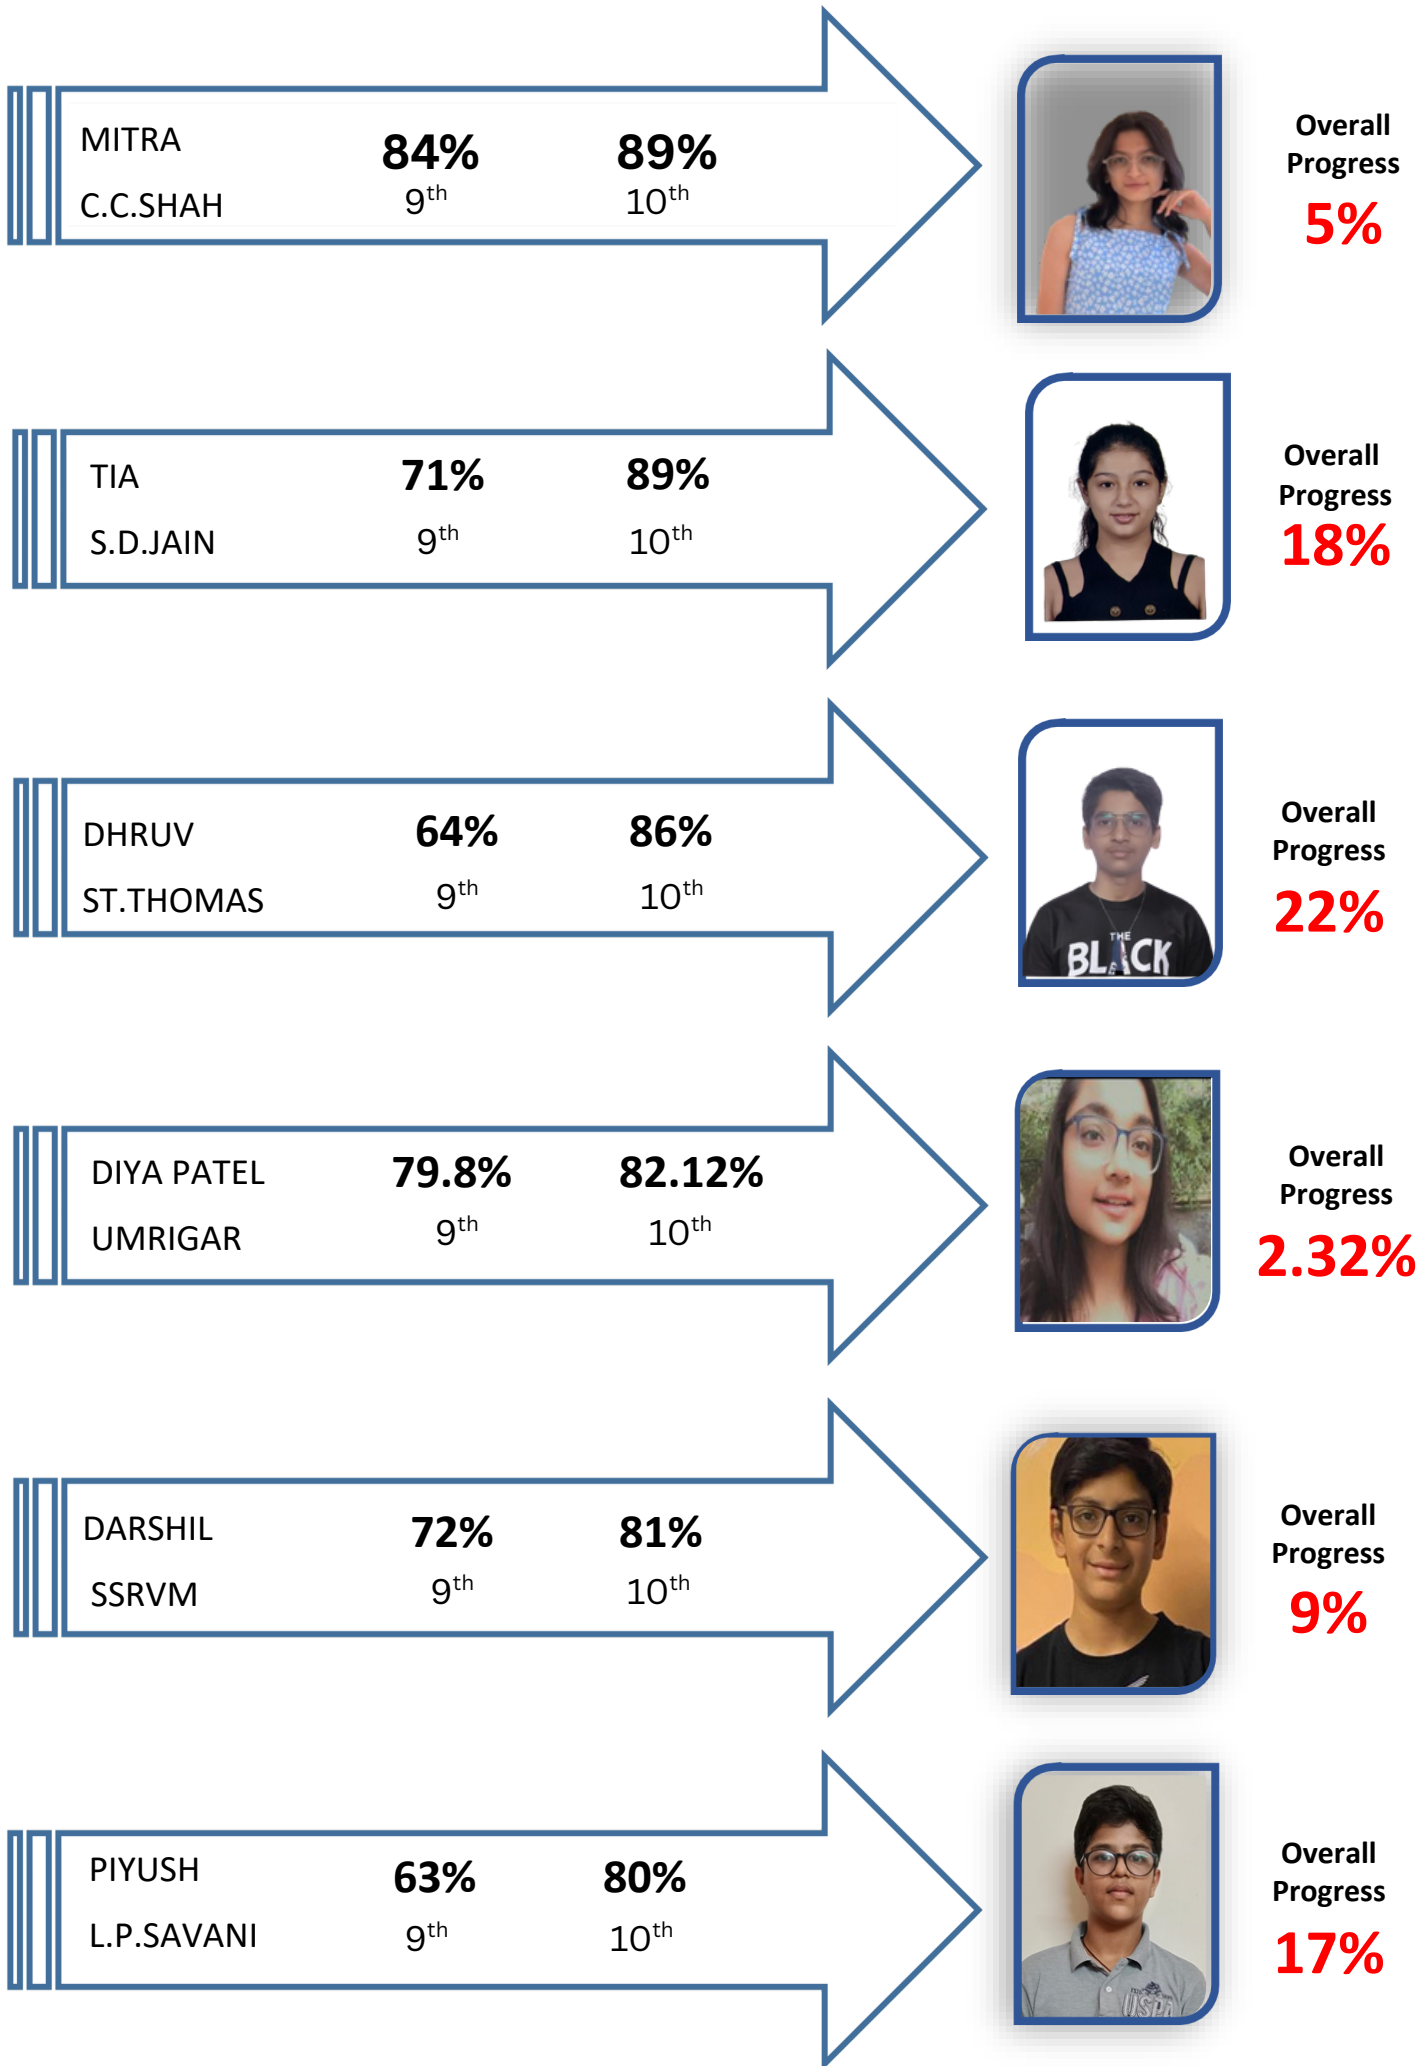 MITRA
84%
89%
C.C.SHAH
9th
10th
Overall
Progress
5%
TIA
71%
89%
S.D.JAIN
9th
10th
Overall
Progress
18%
DHRUV
64%
86%
ST.THOMAS
9th
10th
THE
BLACK
Overall
Progress
22%
DIYA PATEL
79.8%
82.12%
UMRIGAR
9th
10th
Overall
Progress
2.32%
DARSHIL
72%
81%
SSRVM
9th
10th
Overall
Progress
9%
PIYUSH
63%
80%
L.P.SAVANI
9th
10th
USPA
Overall
Progress
17%